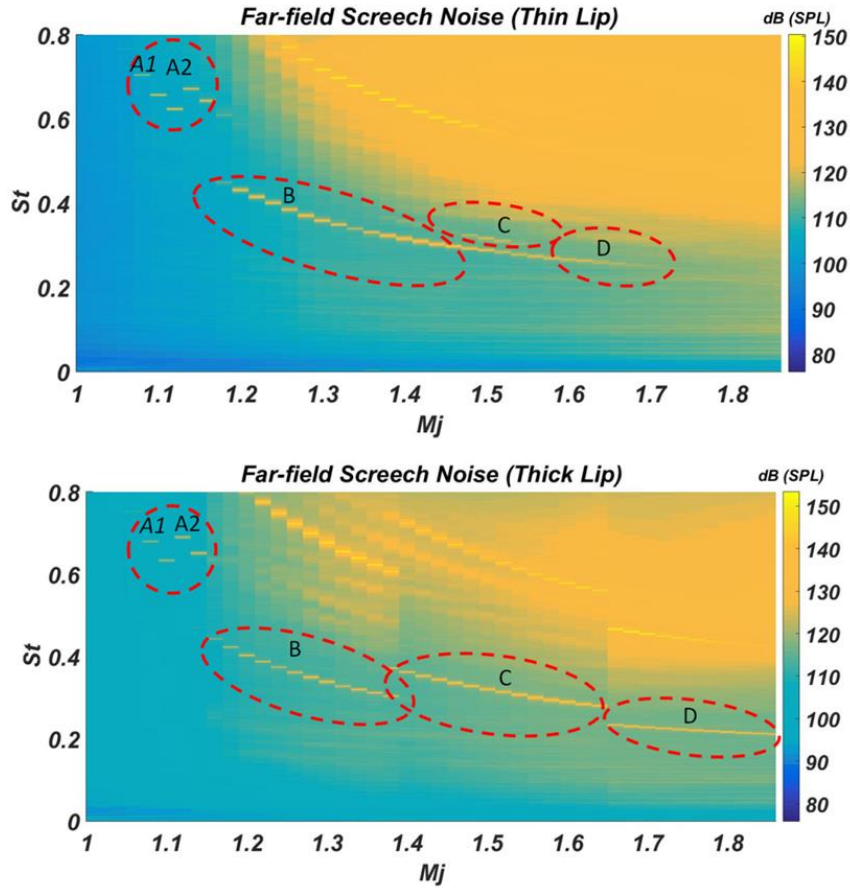 Far-field Screech Noise (Thin Lip)
dB (SPL)
0.8
0.6
0.4
0.2
0
St
A1 A2
B
C
D
150
140
130
120
110
100
90
80
1 1.1 1.2 1.3 1.4 1.5 1.6 1.7 1.8
Mj
Far-field Screech Noise (Thick Lip)
dB (SPL)
0.8
0.6
0.4
0.2
0
St
A1 A2
B
C
D
150
140
130
120
110
100
90
80
1 1.1 1.2 1.3 1.4 1.5 1.6 1.7 1.8
Mj